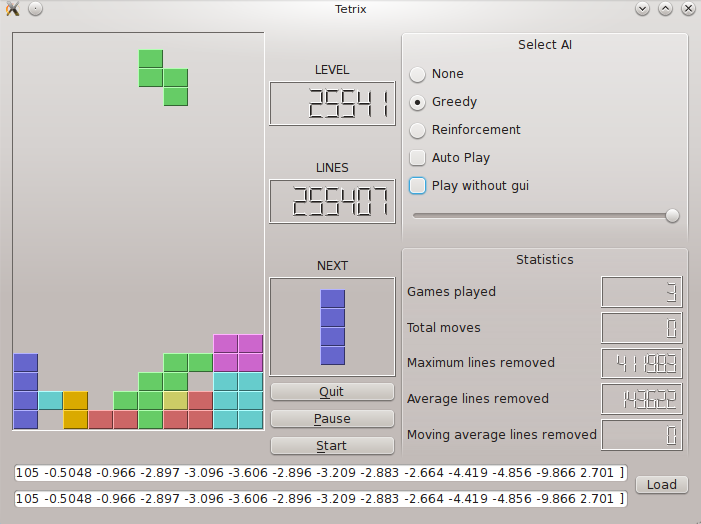 Tetrix
LEVEL
25541
LINES
255407
NEXT
Quit
Pause
Start
Select AI
None
Greedy
Reinforcement
Auto Play
Play without gui
Statistics
Games played 3
Total moves 0
Maximum lines removed 411983
Average lines removed 143622
Moving average lines removed 0
105 -0.5048 -0.966 -2.897 -3.096 -3.606 -2.896 -3.209 -2.883 -2.664 -4.419 -4.856 -9.866 2.701 ]
105 -0.5048 -0.966 -2.897 -3.096 -3.606 -2.896 -3.209 -2.883 -2.664 -4.419 -4.856 -9.866 2.701 ]
Load